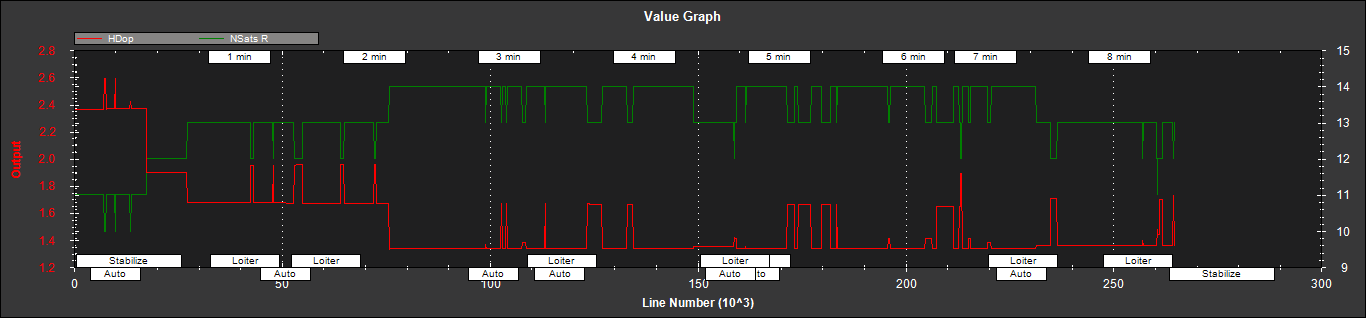 Value Graph
HDop NSats R
2.8 15
1 min 2 min 3 min 4 min 5 min 6 min 7 min 8 min
2.6
2.4 14
2.2 13
2.0 12
1.8 11
1.6
1.4 10
1.2 9
Output
Stabilize Loiter Loiter Loiter Loiter Loiter Loiter
Auto Auto Auto Auto Auto to Auto Stabilize
0 50 100 150 200 250 300
Line Number (10^3)